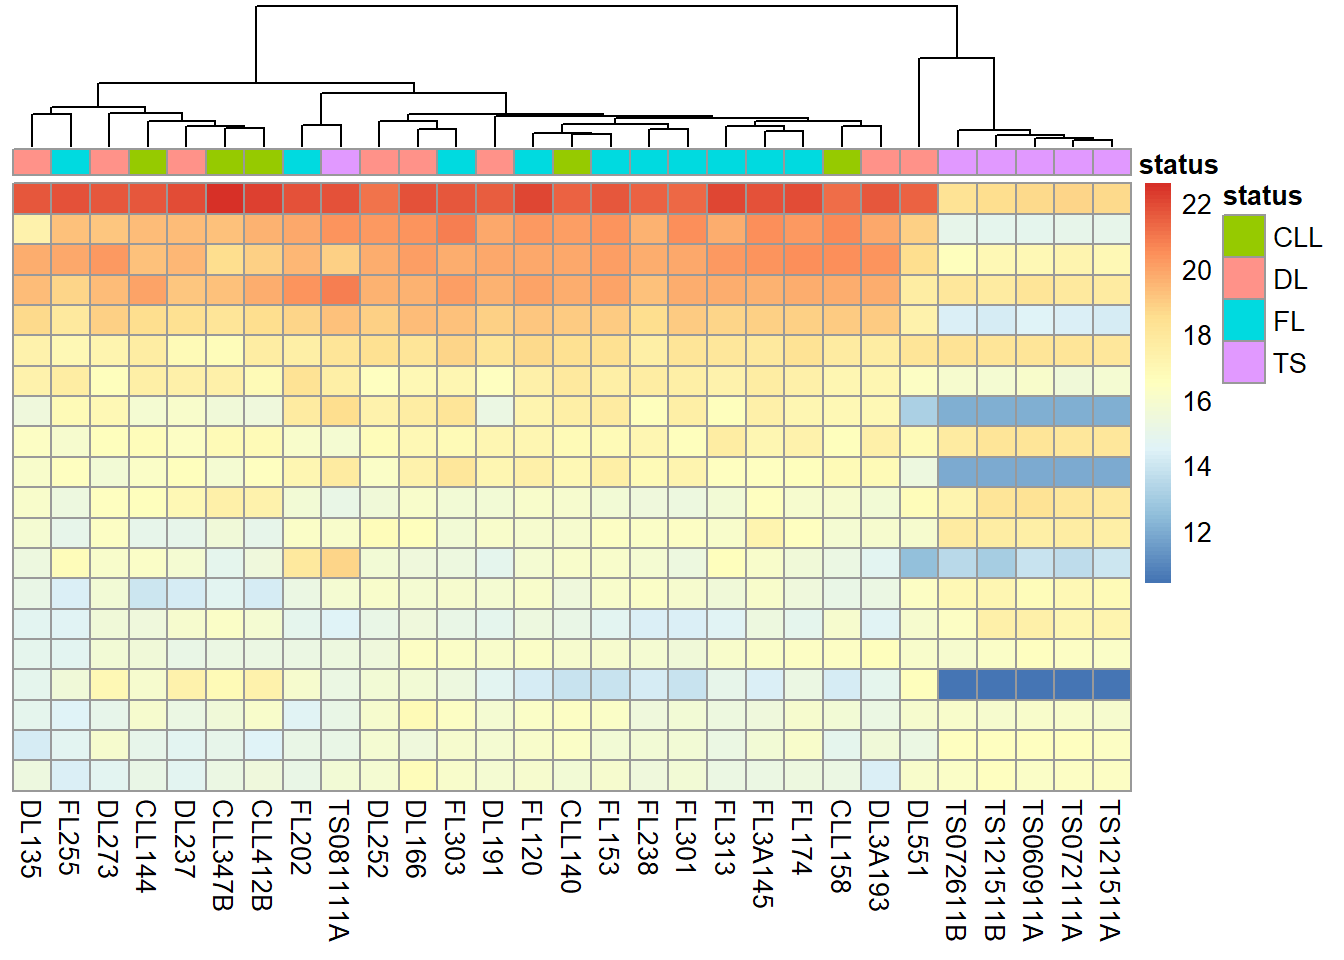 status
status
22
20
18
16
14
12
CLL
DL
FL
TS
DL135
FL255
DL273
CLL144
DL237
CLL347B
CLL412B
FL202
TS081111A
DL252
DL166
FL303
DL191
FL120
CLL140
FL153
FL238
FL301
FL313
FL3A145
FL174
CLL158
DL3A193
DL551
TS072611B
TS121511B
TS060911A
TS072111A
TS121511A